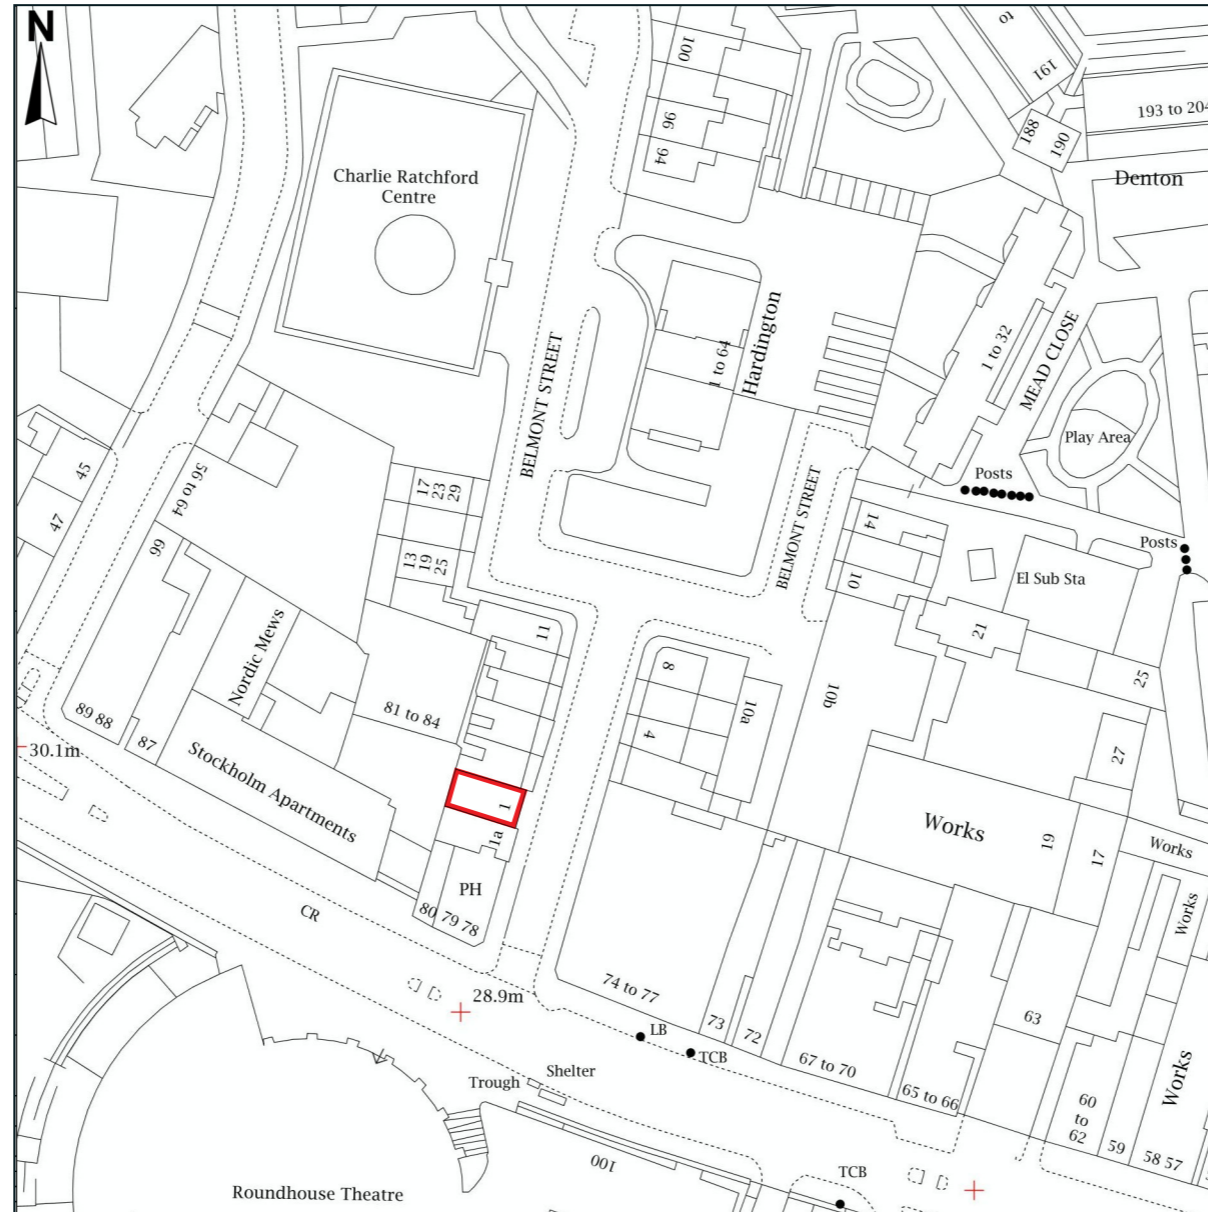 N
100
96
94
to
191
188
190
193 to 204
Denton
Charlie Ratchford
Centre
BELMONT STREET
Hardington
1 to 64
1 to 32
MEAD CLOSE
Play Area
Posts
Posts
BELMONT STREET
45
47
56 to 64
66
17
23
29
13
19
25
14
10
El Sub Sta
21
25
27
Nordic Mews
11
8
4
10a
10b
81 to 84
89 88
87
30.1m
Stockholm Apartments
1
1a
PH
80 79 78
CR
Works
19
17
Works
Works
74 to 77
28.9m
73
72
LB
TCB
67 to 70
65 to 66
63
60
to
62
59
58 57
Works
Trough
Shelter
100
TCB
Roundhouse Theatre